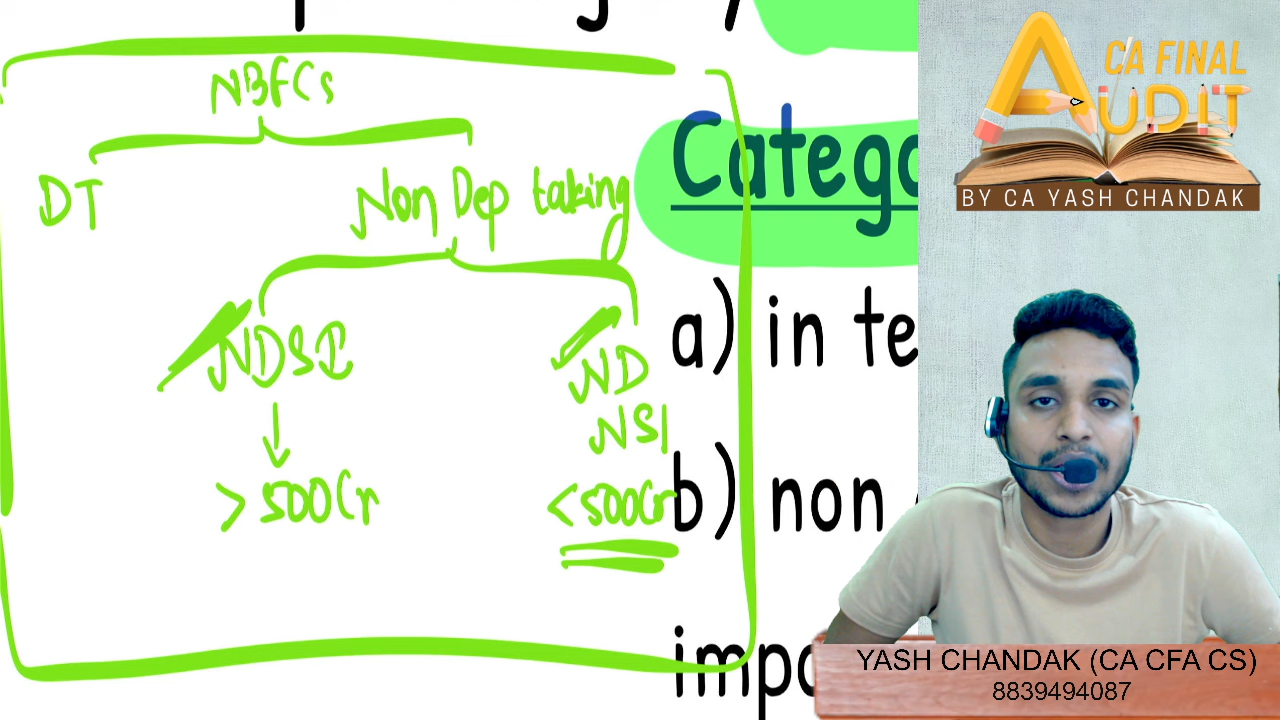 NBFCs
DT
Non Dep taking
NDSI
ND
NSI
> 500Cr
< 500Cr
Catego
a) in te
b) non
impo
CA FINAL
AUDIT
BY CA YASH CHANDAK
YASH CHANDAK (CA CFA CS)
8839494087